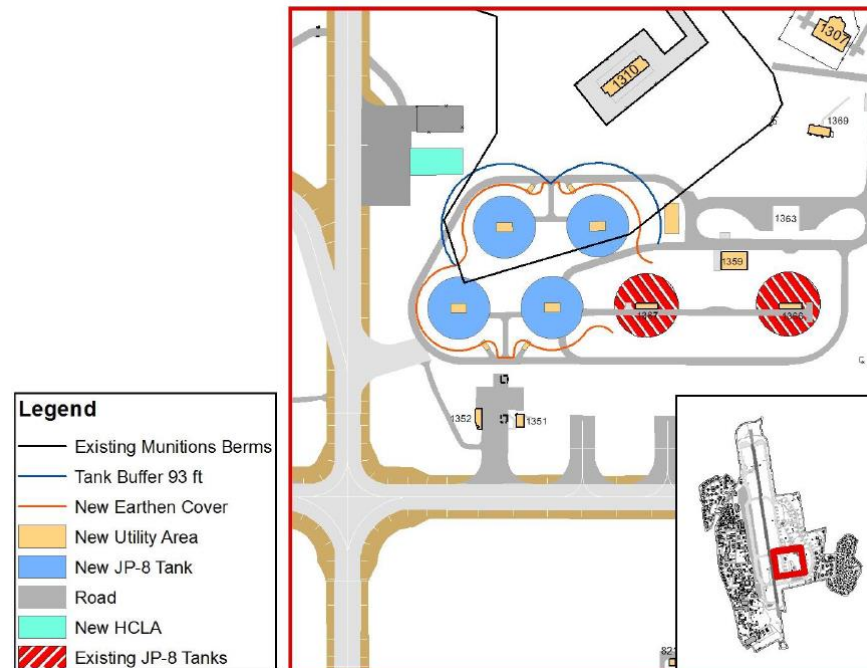 1307
1310
1369
1363
1359
1367
1352
1351
Legend
Existing Munitions Berms
Tank Buffer 93 ft
New Earthen Cover
New Utility Area
New JP-8 Tank
Road
New HCLA
Existing JP-8 Tanks